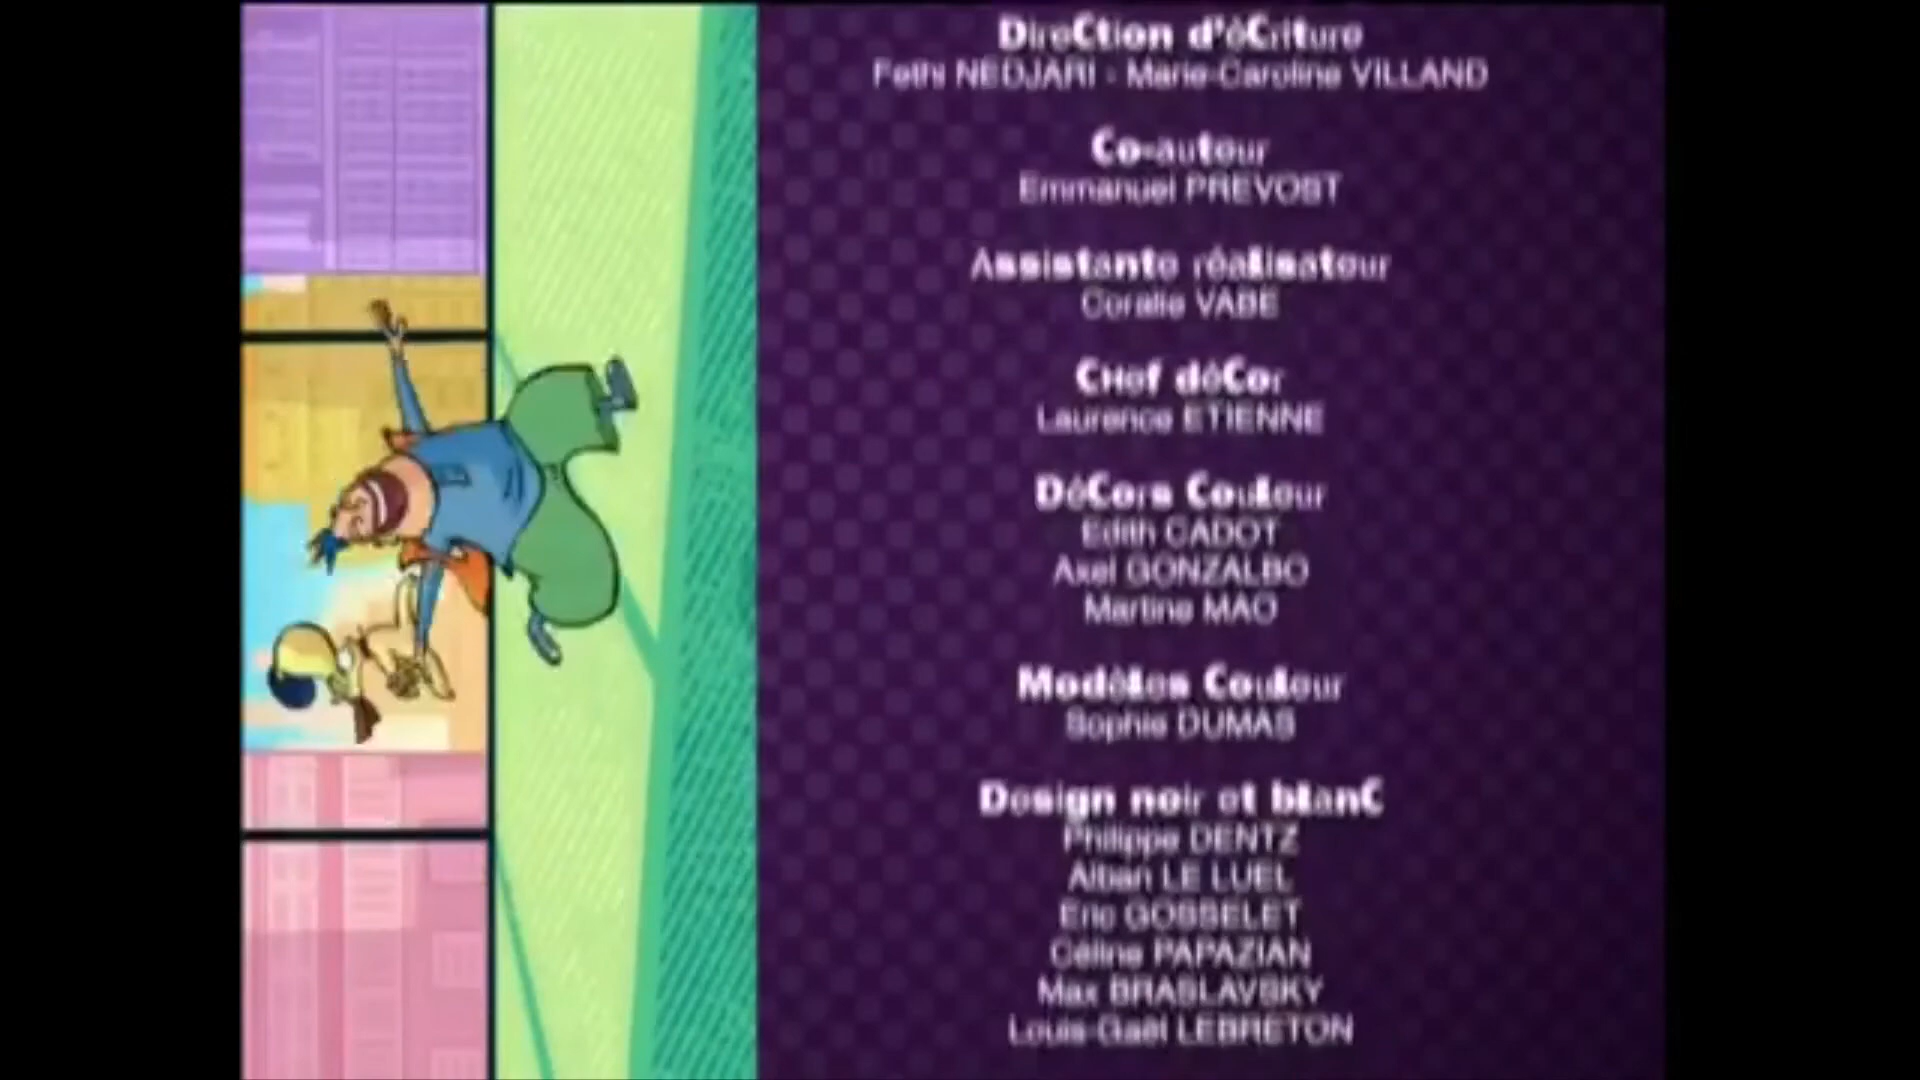 DireCtion d'éCriture
Fethi NEDJARI - Marie-Caroline VILLAND
Co-auteur
Emmanuel PREVOST
Assistante réalisateur
Coralie VABE
CHef déCor
Laurence ETIENNE
DéCors Couleur
Edith CADOT
Axel GONZALBO
Martine MAO
Modèles Couleur
Sophie DUMAS
Design noir et blanC
Philippe DENTZ
Alban LE LUEL
Eric GOSSELET
Céline PAPAZIAN
Max BRASLAVSKY
Louis-Gaël LEBRETON